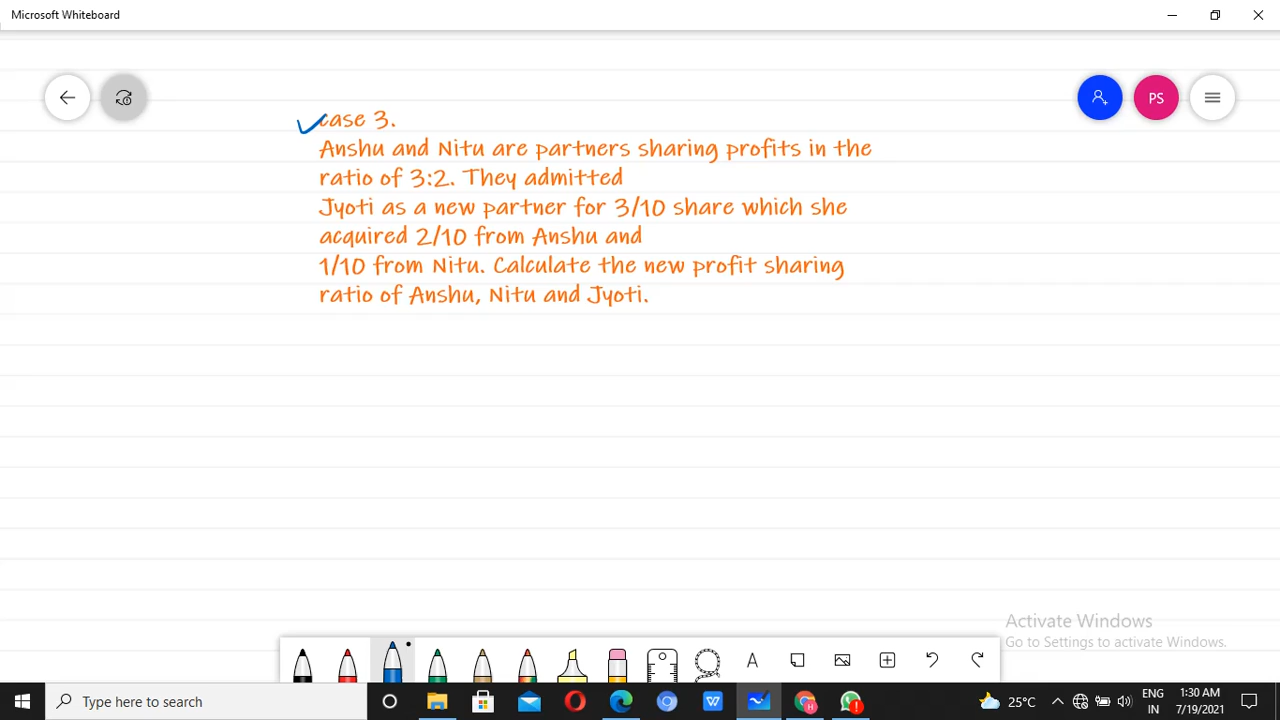 Microsoft Whiteboard
PS
case 3.
Anshu and Nitu are partners sharing profits in the
ratio of 3:2. They admitted
Jyoti as a new partner for 3/10 share which she
acquired 2/10 from Anshu and
1/10 from Nitu. Calculate the new profit sharing
ratio of Anshu, Nitu and Jyoti.
Activate Windows
Go to Settings to activate Windows.
A
Type here to search
W
H
25°C
ENG
IN
1:30 AM
7/19/2021